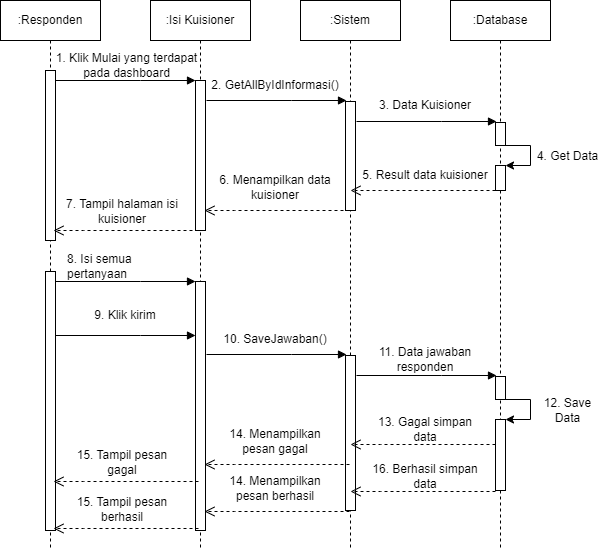 :Responden
:Isi Kuisioner
:Sistem
:Database
1. Klik Mulai yang terdapat
pada dashboard
2. GetAllByIdInformasi()
3. Data Kuisioner
4. Get Data
5. Result data kuisioner
6. Menampilkan data
kuisioner
7. Tampil halaman isi
kuisioner
8. Isi semua
pertanyaan
9. Klik kirim
10. SaveJawaban()
11. Data jawaban
responden
12. Save
Data
13. Gagal simpan
data
14. Menampilkan
pesan gagal
15. Tampil pesan
gagal
16. Berhasil simpan
data
14. Menampilkan
pesan berhasil
15. Tampil pesan
berhasil